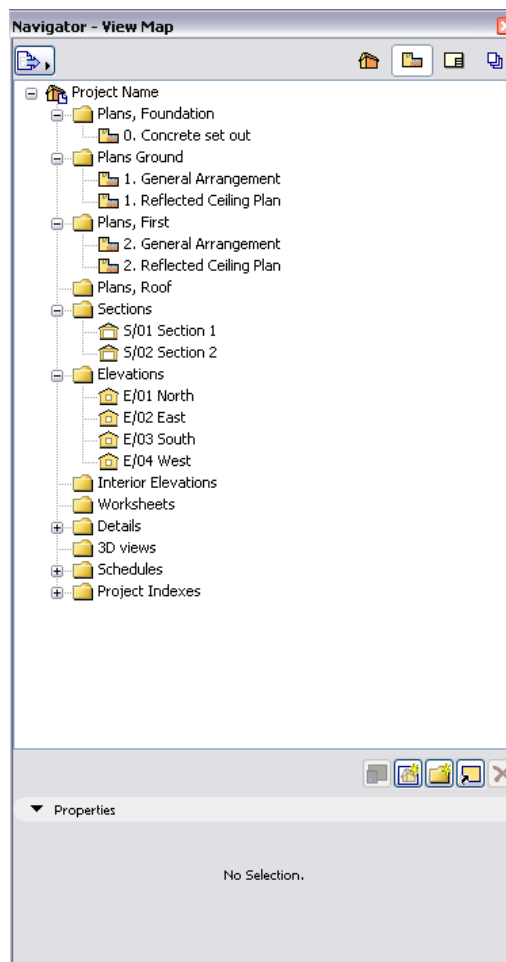 Navigator - View Map
Project Name
Plans, Foundation
0. Concrete set out
Plans Ground
1. General Arrangement
1. Reflected Ceiling Plan
Plans, First
2. General Arrangement
2. Reflected Ceiling Plan
Plans, Roof
Sections
S/01 Section 1
S/02 Section 2
Elevations
E/01 North
E/02 East
E/03 South
E/04 West
Interior Elevations
Worksheets
Details
3D views
Schedules
Project Indexes
Properties
No Selection.